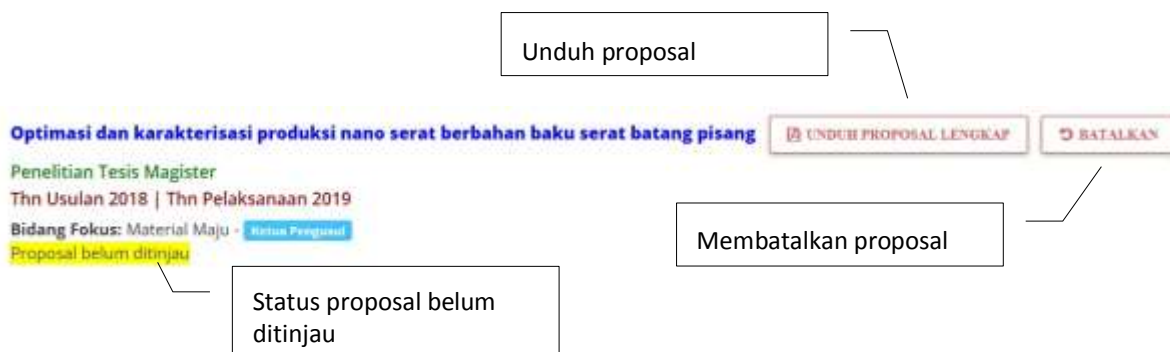 Unduh proposal
Optimasi dan karakterisasi produksi nano serat berbahan baku serat batang pisang
UNDUH PROPOSAL LENGKAP
BATALKAN
Penelitian Tesis Magister
Thn Usulan 2018 | Thn Pelaksanaan 2019
Bidang Fokus: Material Maju - Ketua Pengusul
Proposal belum ditinjau
Membatalkan proposal
Status proposal belum
ditinjau